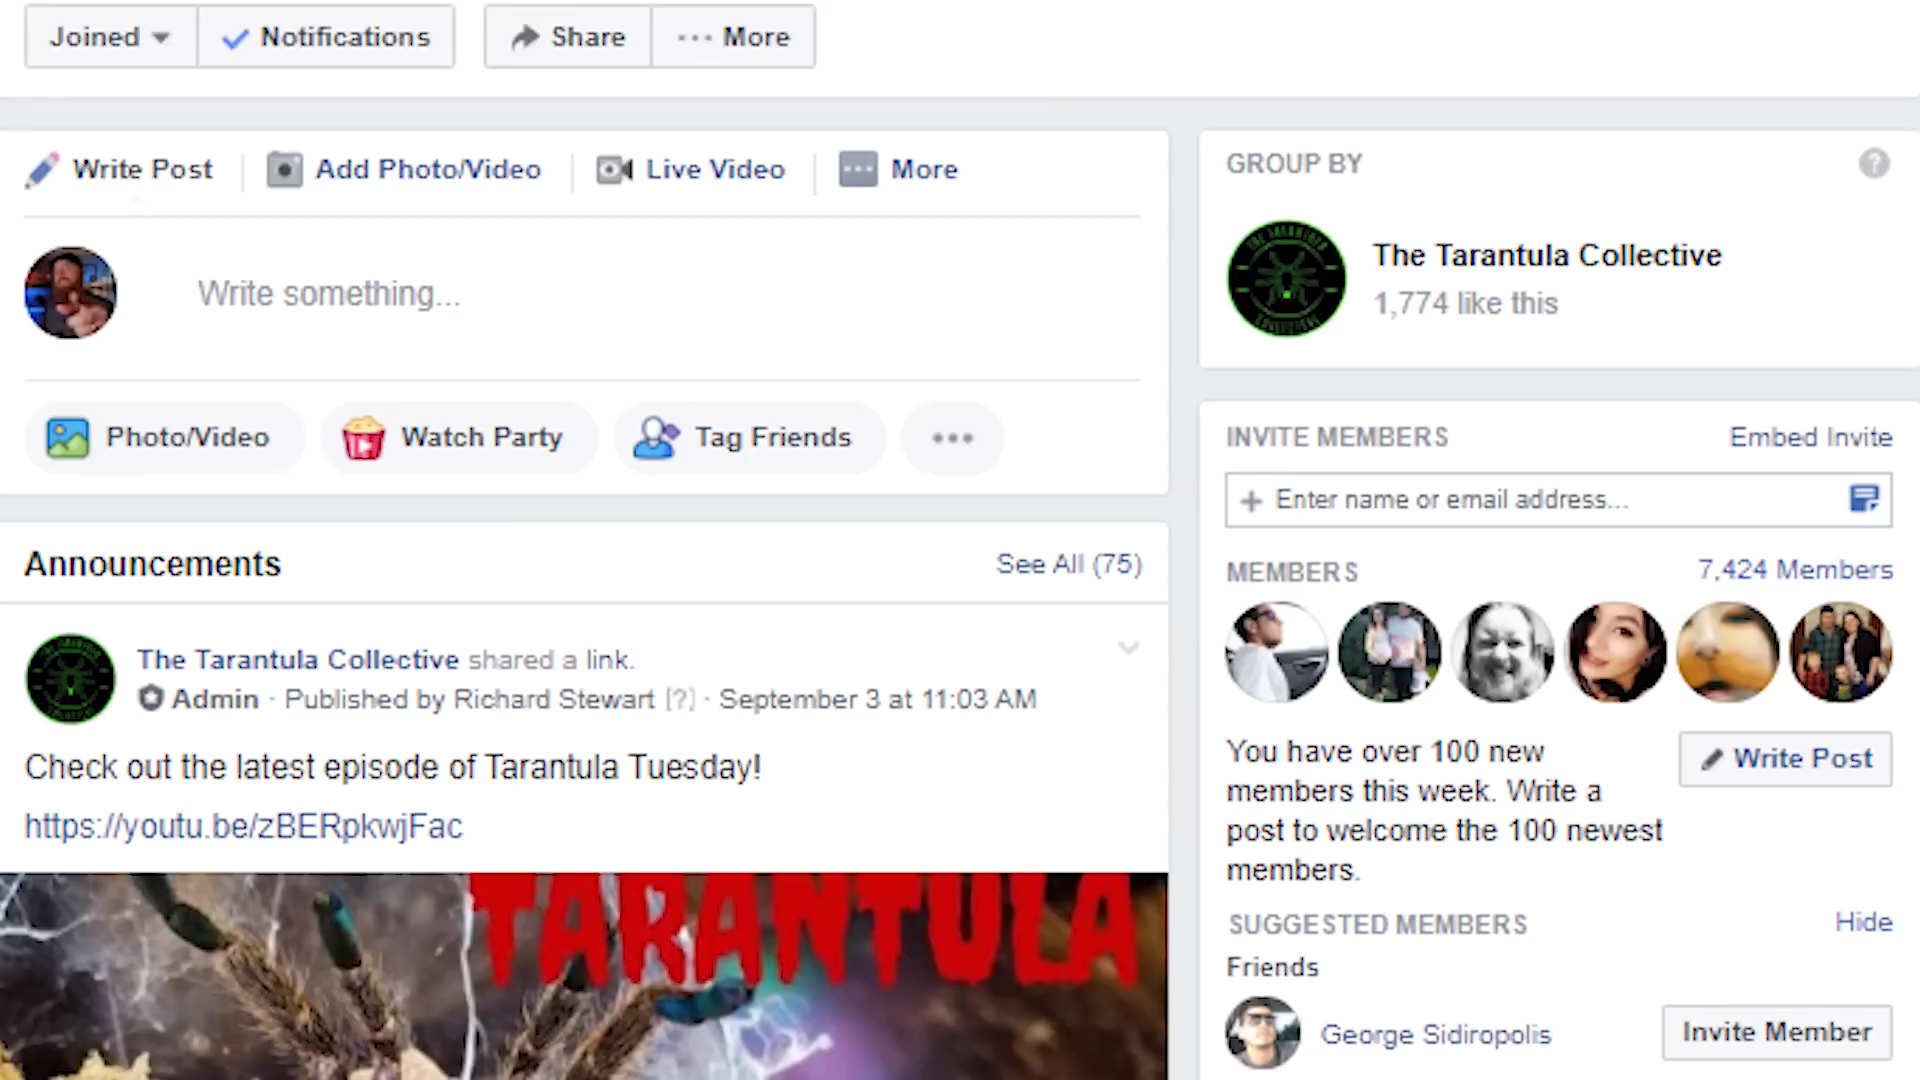 Joined
Notifications
Share
More
Write Post
Add Photo/Video
Live Video
More
Write something...
Photo/Video
Watch Party
Tag Friends
Announcements
See All (75)
The Tarantula Collective shared a link.
Admin · Published by Richard Stewart [?] · September 3 at 11:03 AM
Check out the latest episode of Tarantula Tuesday!
https://youtu.be/zBERpkwjFac
TARANTULA
GROUP BY
?
The Tarantula Collective
1,774 like this
INVITE MEMBERS
Embed Invite
+ Enter name or email address...
MEMBERS
7,424 Members
You have over 100 new
members this week. Write a
post to welcome the 100 newest
members.
Write Post
SUGGESTED MEMBERS
Hide
Friends
George Sidiropolis
Invite Member